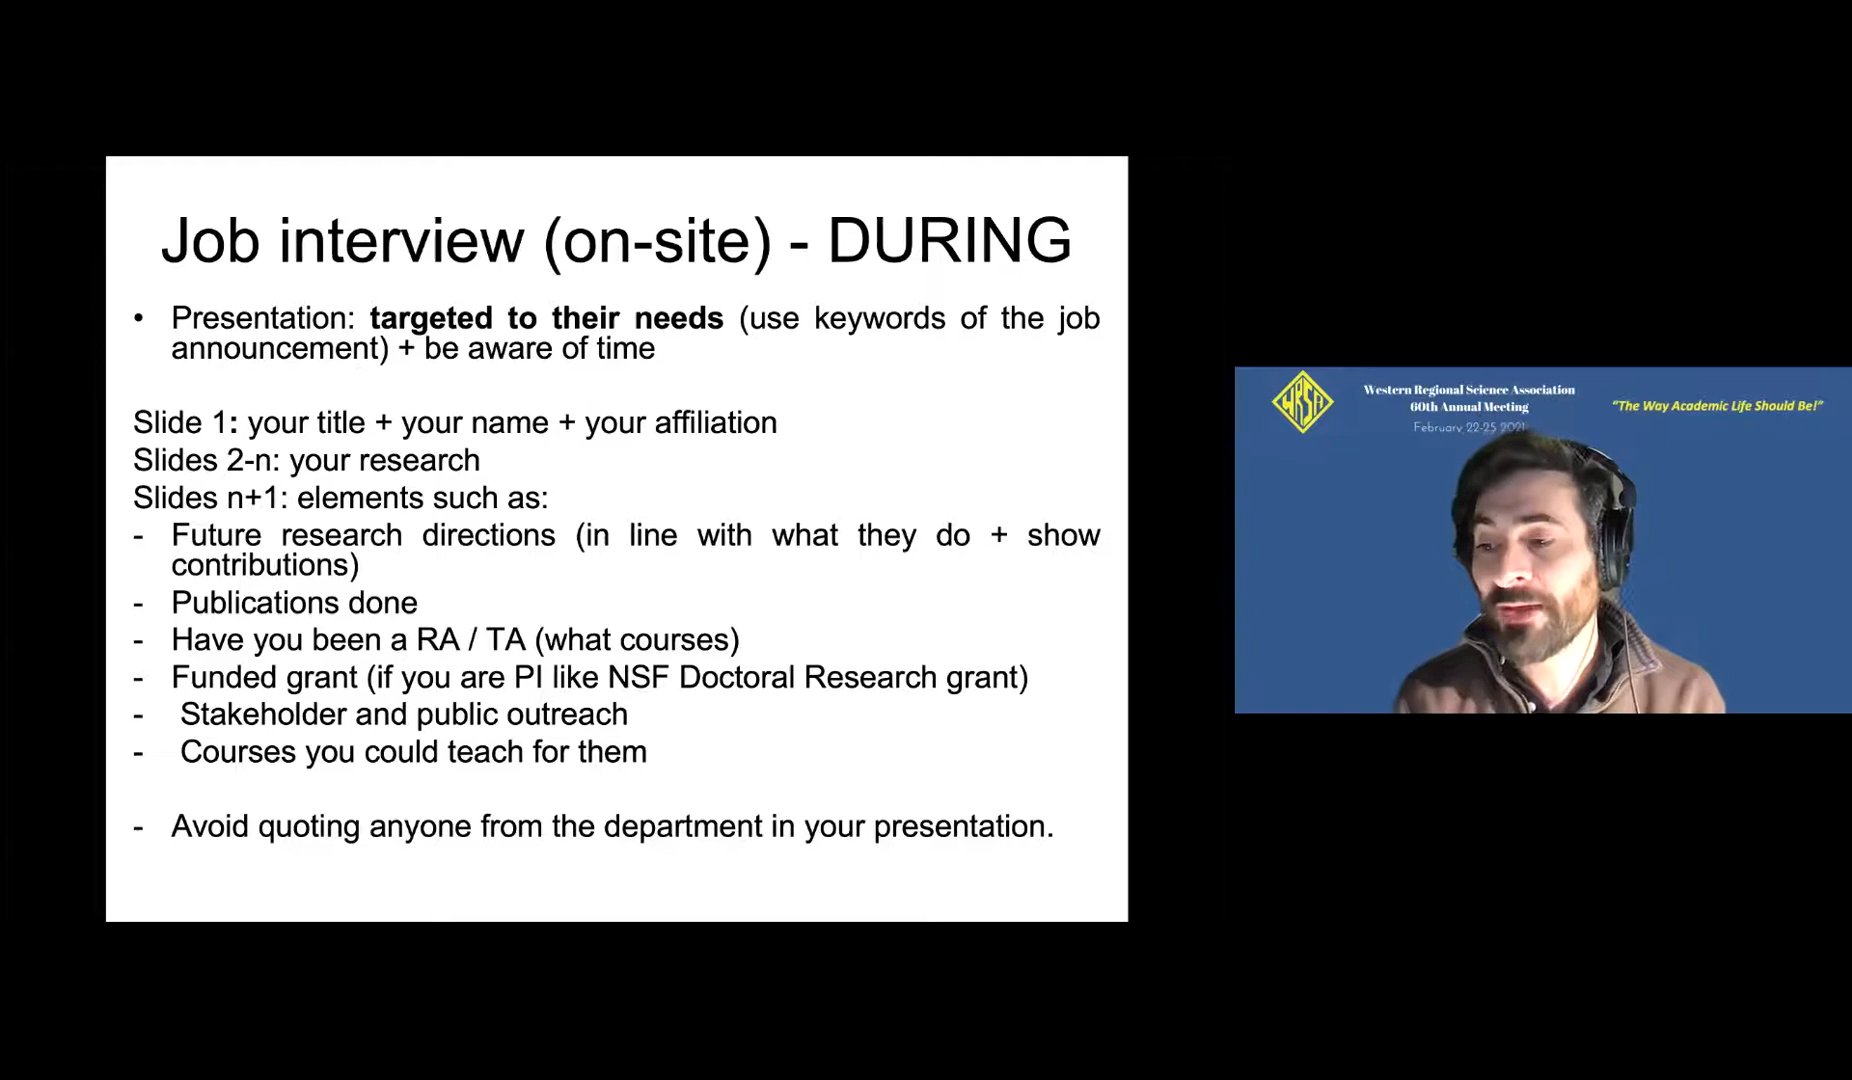 Job interview (on-site) - DURING
• Presentation: targeted to their needs (use keywords of the job
announcement) + be aware of time
Slide 1: your title + your name + your affiliation
Slides 2-n: your research
Slides n+1: elements such as:
- Future research directions (in line with what they do + show
contributions)
- Publications done
- Have you been a RA / TA (what courses)
- Funded grant (if you are PI like NSF Doctoral Research grant)
- Stakeholder and public outreach
- Courses you could teach for them
- Avoid quoting anyone from the department in your presentation.
WRSA
Western Regional Science Association
60th Annual Meeting
February 22-25 2021
“The Way Academic Life Should Be!”